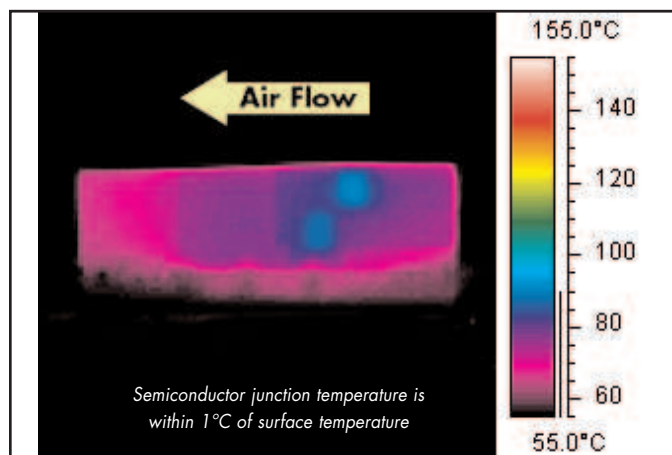 155.0°C
Air Flow
140
120
100
80
60
Semiconductor junction temperature is
within 1°C of surface temperature
55.0°C